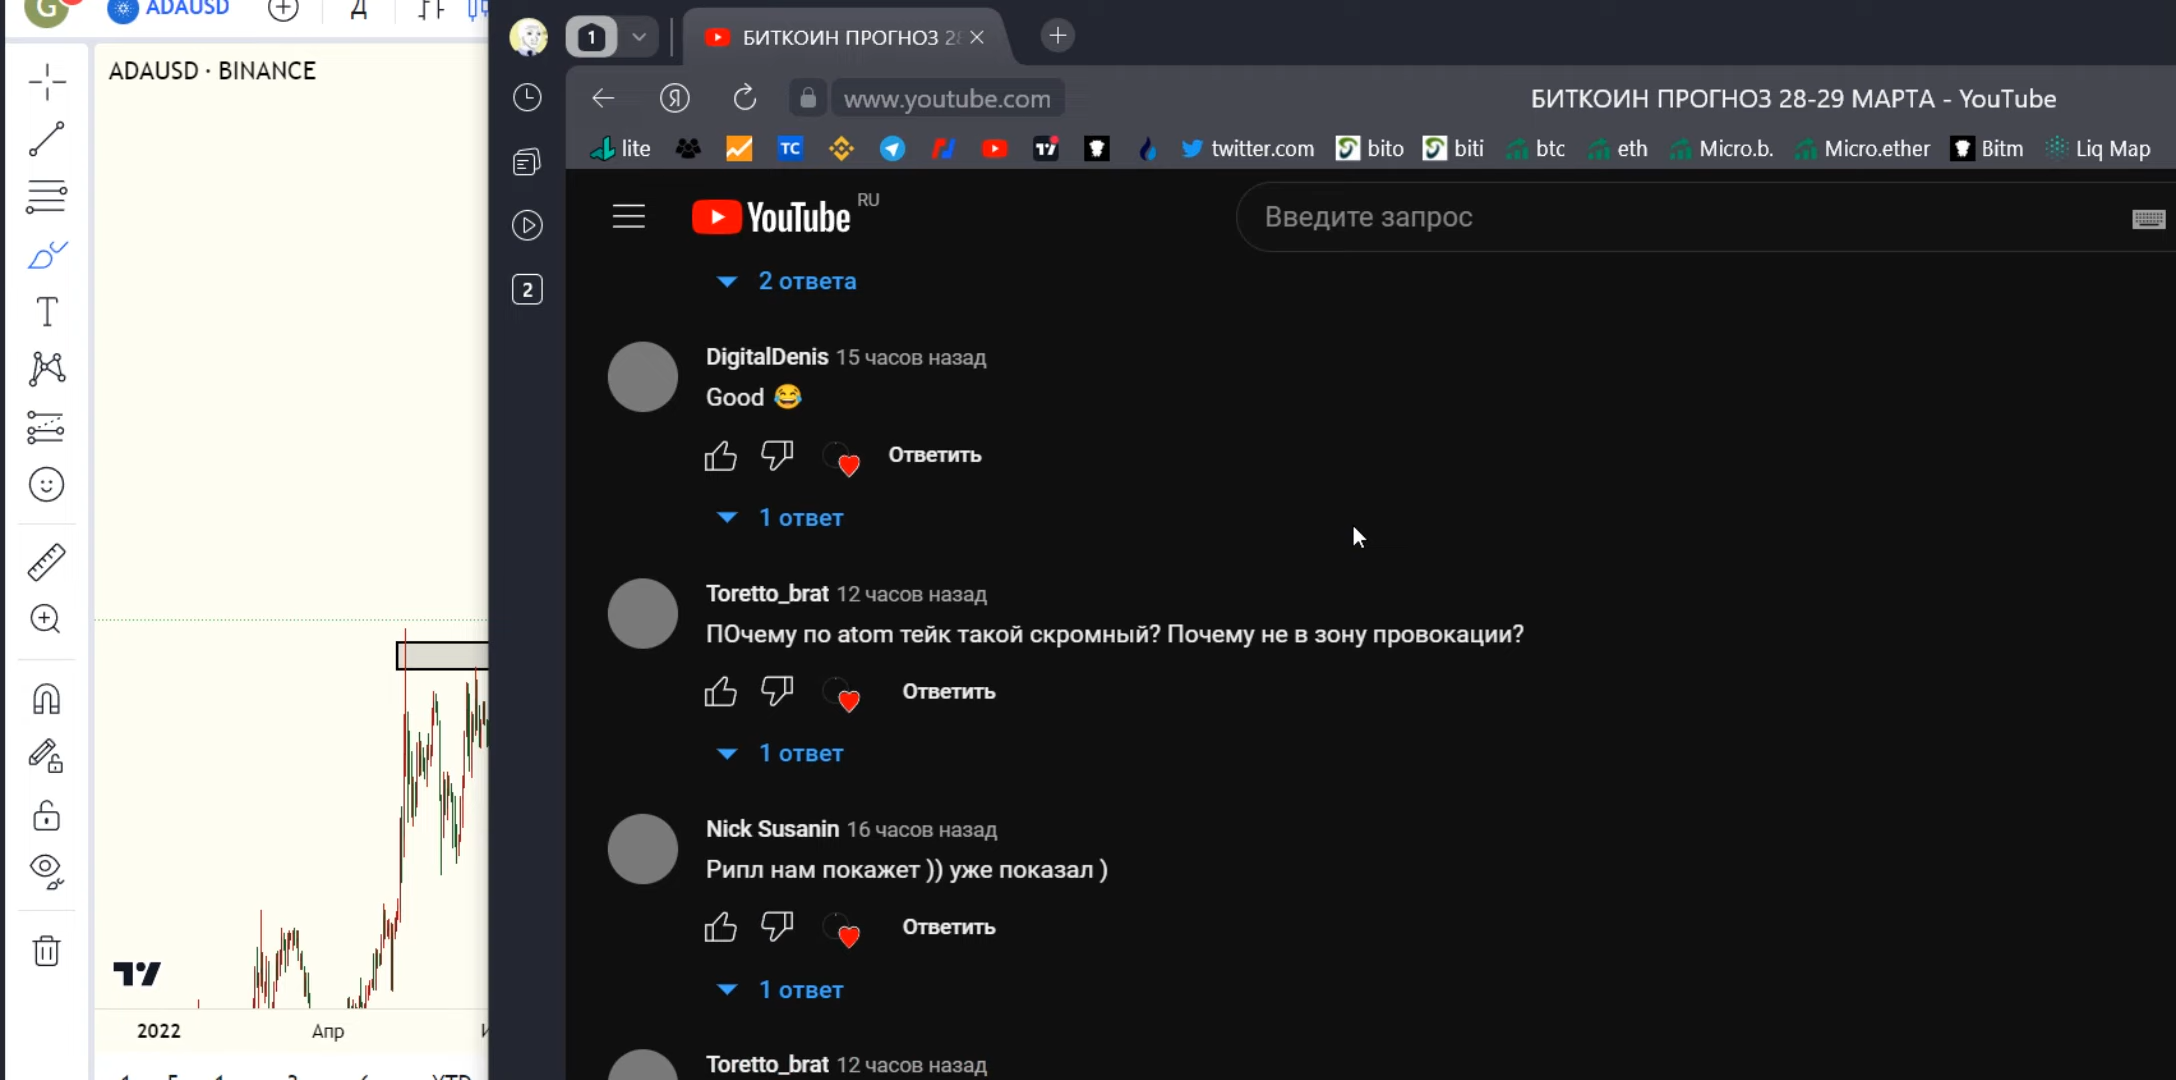 G
ADAUSD
Д
1
БИТКОИН ПРОГНОЗ 28
ADAUSD · BINANCE
Я
www.youtube.com
БИТКОИН ПРОГНОЗ 28-29 МАРТА - YouTube
lite
TC
twitter.com
bito
biti
btc
eth
Micro.b.
Micro.ether
Bitm
Liq Map
YouTube RU
Введите запрос
2 ответа
2
DigitalDenis 15 часов назад
Good 😂
Ответить
1 ответ
Toretto_brat 12 часов назад
ПОчему по atom тейк такой скромный? Почему не в зону провокации?
Ответить
1 ответ
Nick Susanin 16 часов назад
Рипл нам покажет )) уже показал )
Ответить
1 ответ
2022
Апр
Toretto_brat 12 часов назад